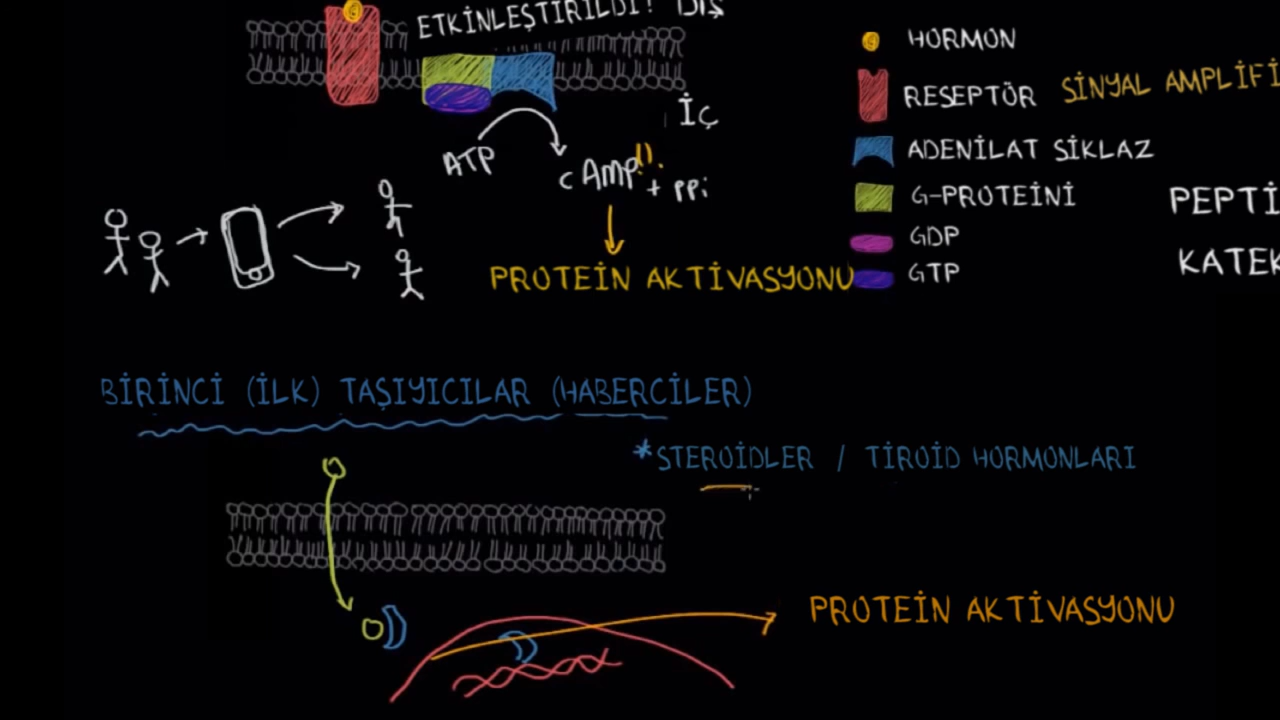 ETKİNLEŞTİRİLDİ! DIŞ
İÇ
ATP
cAMP!!
+ PPi
PROTEİN AKTİVASYONU
HORMON
RESEPTÖR
SİNYAL AMPLİFİ
ADENİLAT SİKLAZ
G-PROTEİNİ
GDP
GTP
PEPTİ
KATEK
BİRİNCİ (İLK) TAŞIYICILAR (HABERCİLER)
*STEROİDLER / TİROİD HORMONLARI
PROTEİN AKTİVASYONU